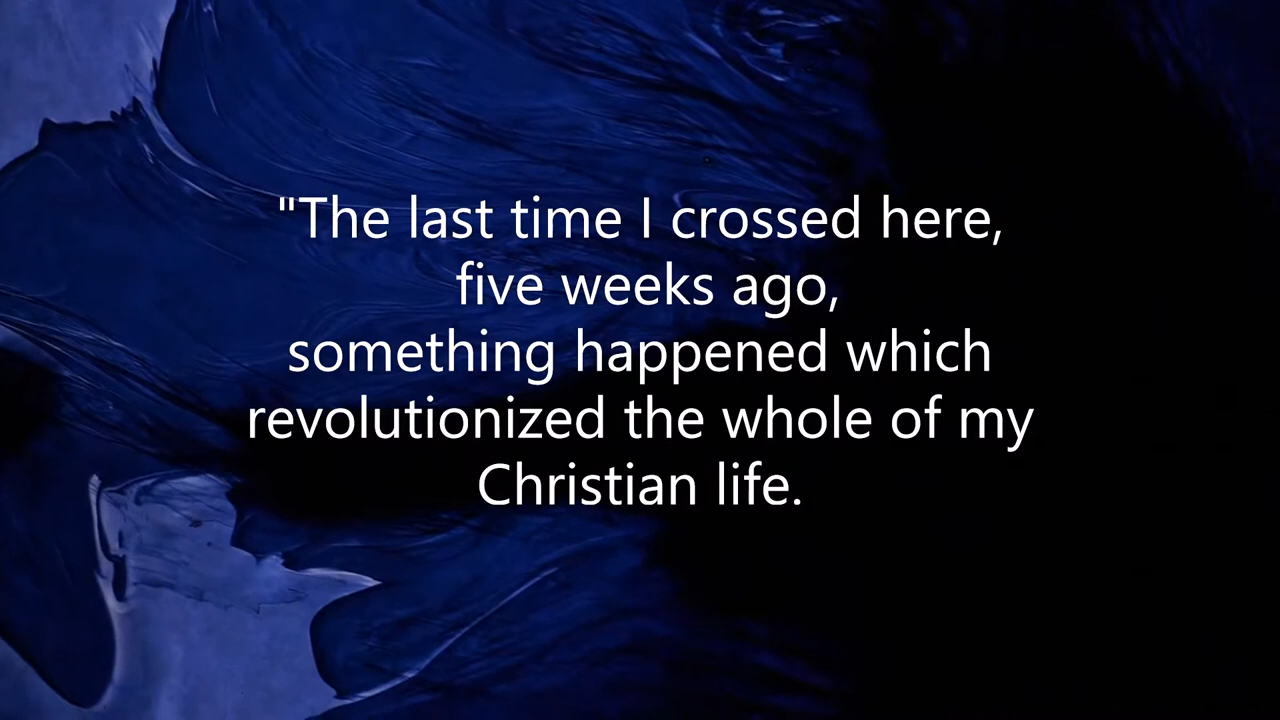 "The last time I crossed here,
five weeks ago,
something happened which
revolutionized the whole of my
Christian life.